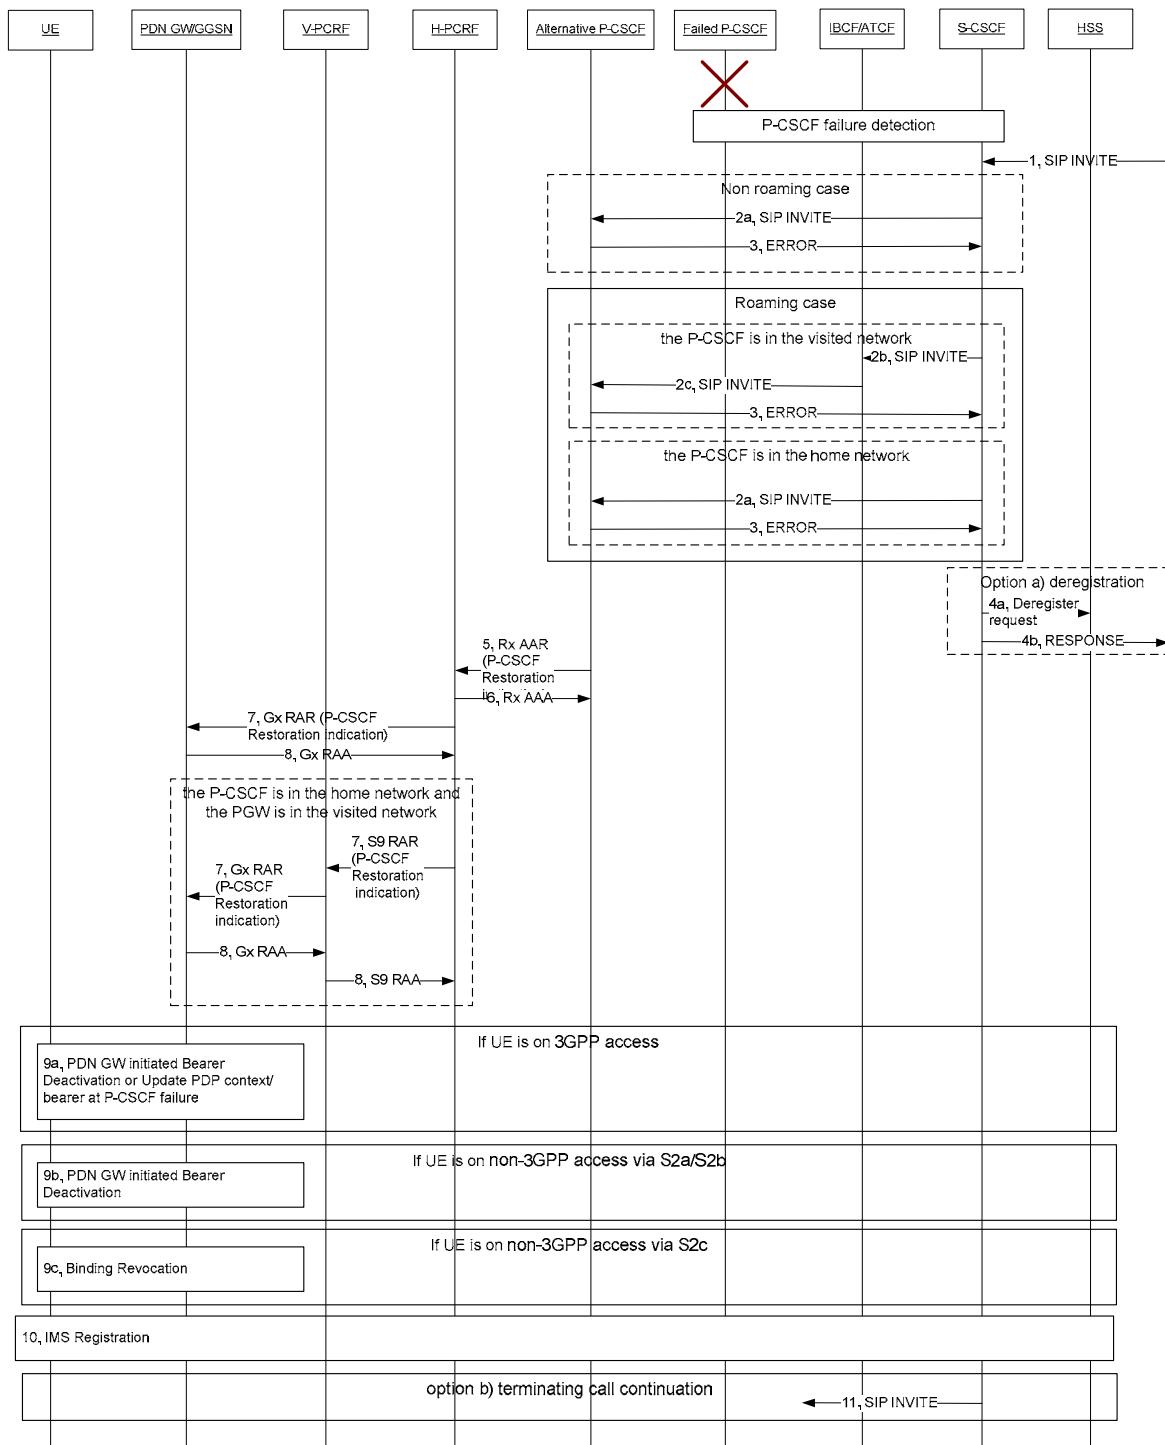 UE
PDN GW/GGSN
V-PCRF
H-PCRF
Alternative P-CSCF
Failed P-CSCF
IBCF/ATCF
S-CSCF
HSS
P-CSCF failure detection
1, SIP INVITE
Non roaming case
2a, SIP INVITE
3, ERROR
Roaming case
the P-CSCF is in the visited network
2b, SIP INVITE
2c, SIP INVITE
3, ERROR
the P-CSCF is in the home network
2a, SIP INVITE
3, ERROR
Option a) deregistration
4a, Deregister
request
4b, RESPONSE
5, Rx AAR
(P-CSCF
Restoration
6, Rx AAA
7, Gx RAR (P-CSCF
Restoration indication)
8, Gx RAA
the P-CSCF is in the home network and
the PGW is in the visited network
7, S9 RAR
(P-CSCF
Restoration
indication)
7, Gx RAR
(P-CSCF
Restoration
indication)
8, Gx RAA
8, S9 RAA
If UE is on 3GPP access
9a, PDN GW initiated Bearer
Deactivation or Update PDP context/
bearer at P-CSCF failure
If UE is on non-3GPP access via S2a/S2b
9b, PDN GW initiated Bearer
Deactivation
If UE is on non-3GPP access via S2c
9c, Binding Revocation
10, IMS Registration
option b) terminating call continuation
11, SIP INVITE